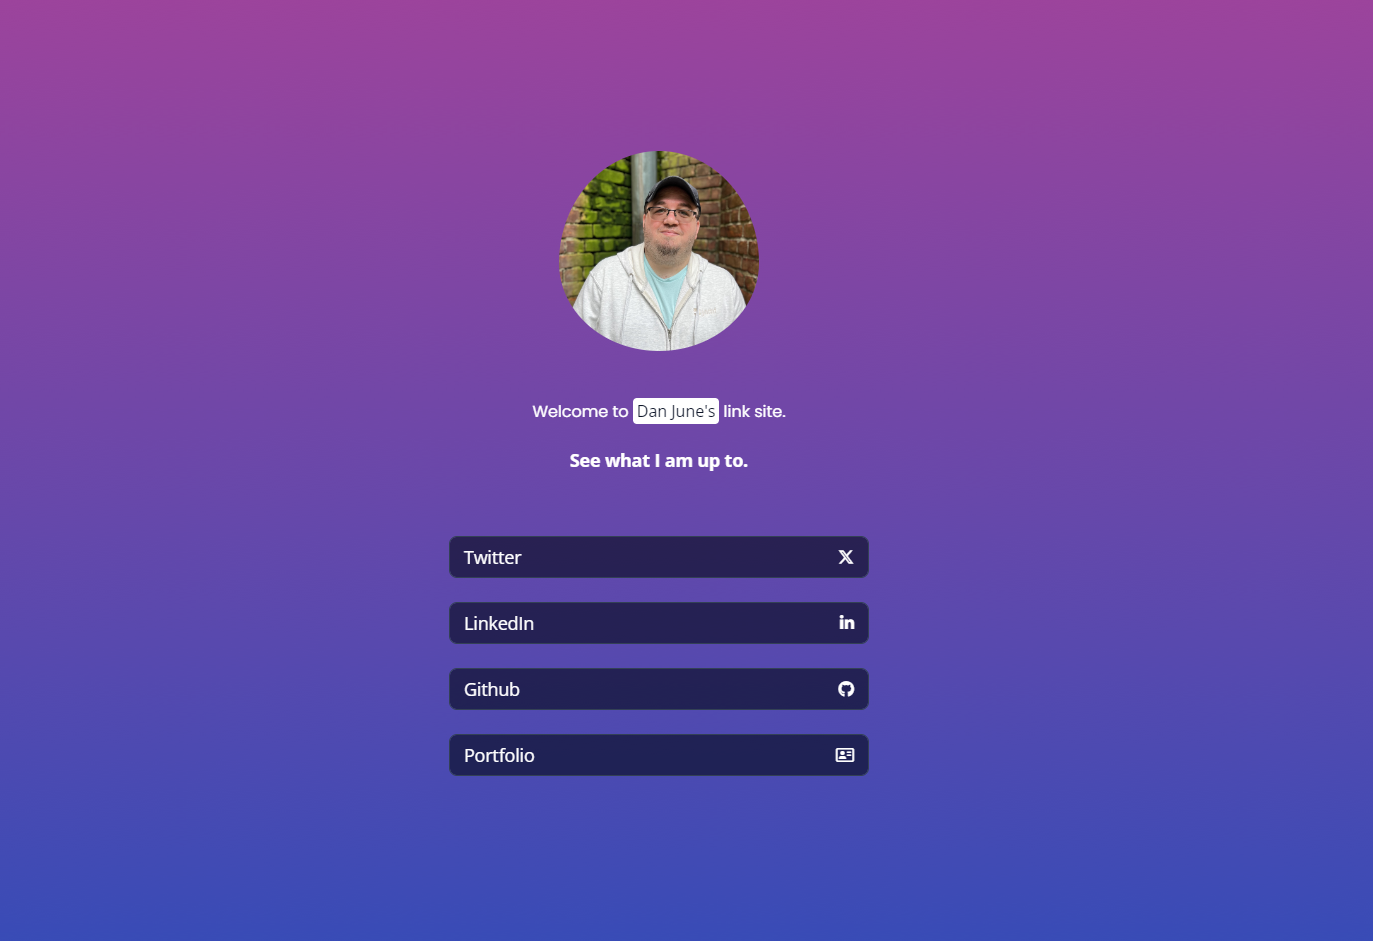 Welcome to Dan June's link site.
See what I am up to.
Twitter
LinkedIn
Github
Portfolio